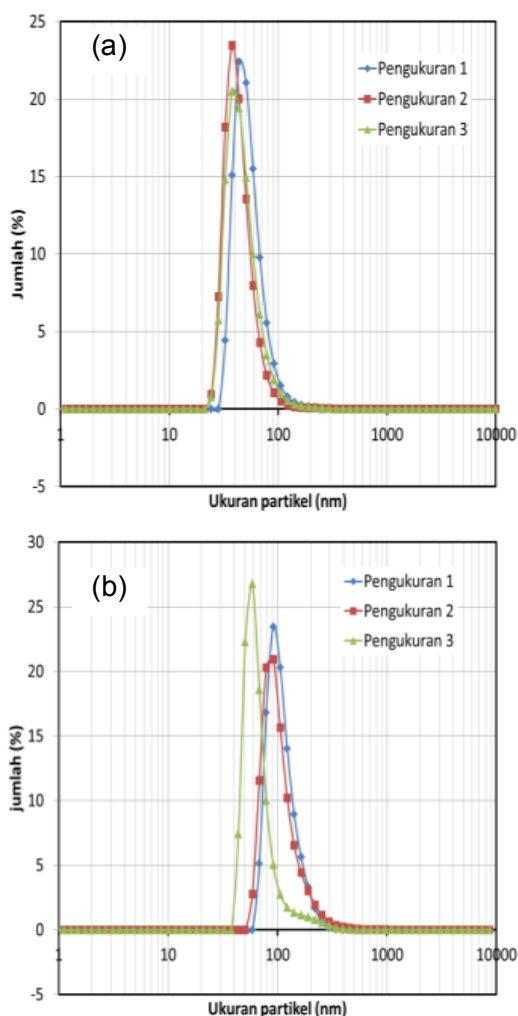 (a)
25
20
15
10
5
0
-5
Jumlah (%)
Pengukuran 1
Pengukuran 2
Pengukuran 3
1 10 100 1000 10000
Ukuran partikel (nm)
(b)
30
25
20
15
10
5
0
-5
jumlah (%)
Pengukuran 1
Pengukuran 2
Pengukuran 3
1 10 100 1000 10000
Ukuran partikel (nm)